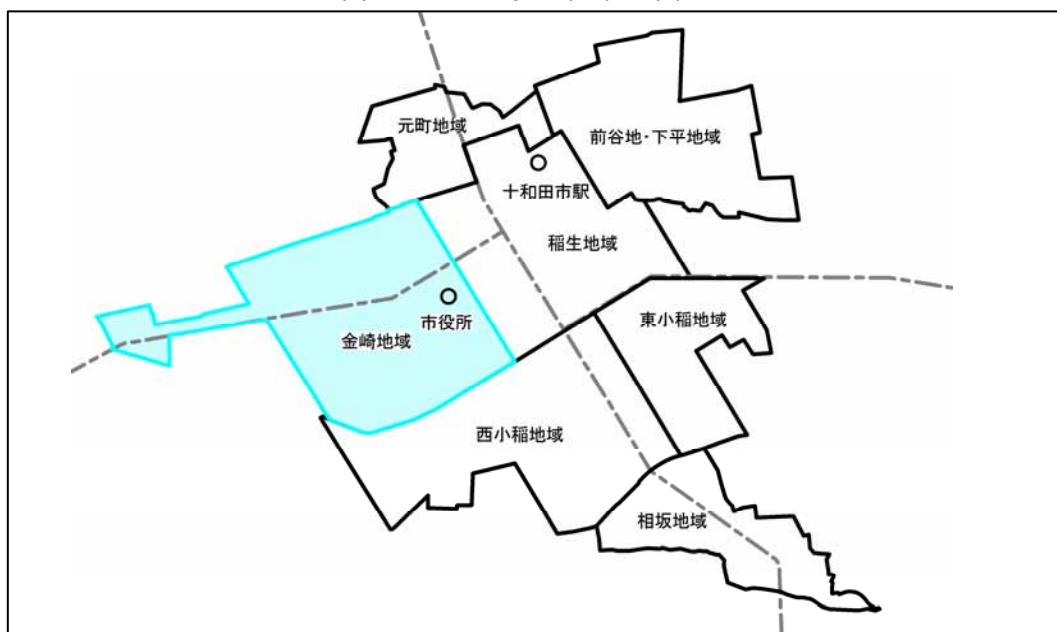 元町地域
前谷地・下平地域
十和田市駅
稲生地域
市役所
東小稲地域
金崎地域
西小稲地域
相坂地域